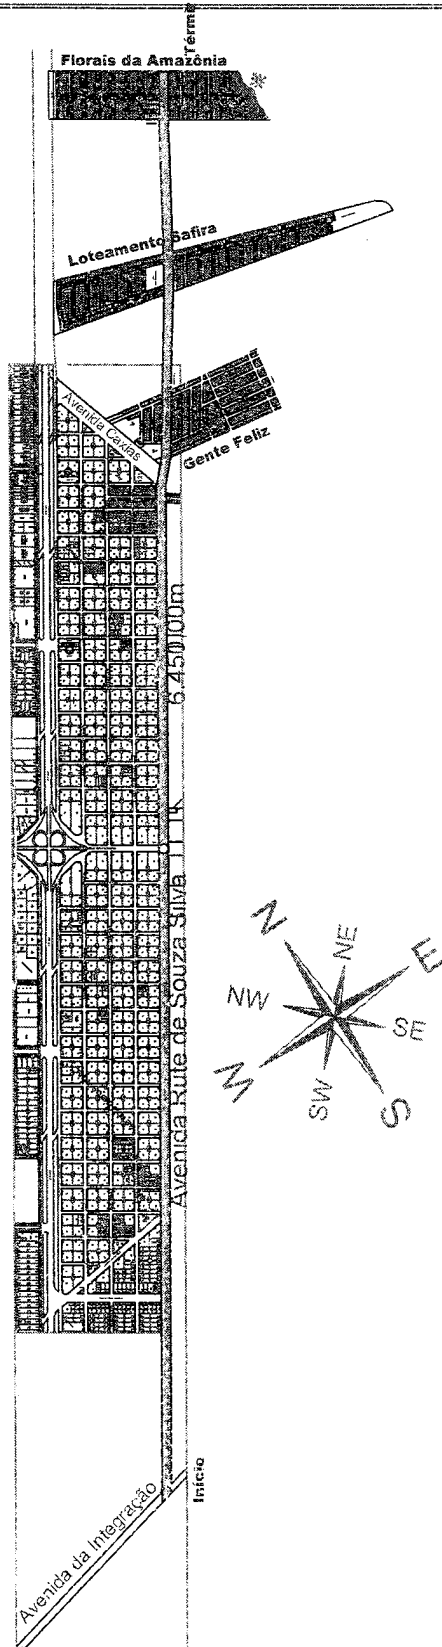 Térmi
Florais da Amazônia
Loteamento Safira
Avenida Caxias
Gente Feliz
6.450,00m
Avenida Rute de Souza Silva
N
NE
E
NW
SE
W
SW
S
Início
Avenida da Integração